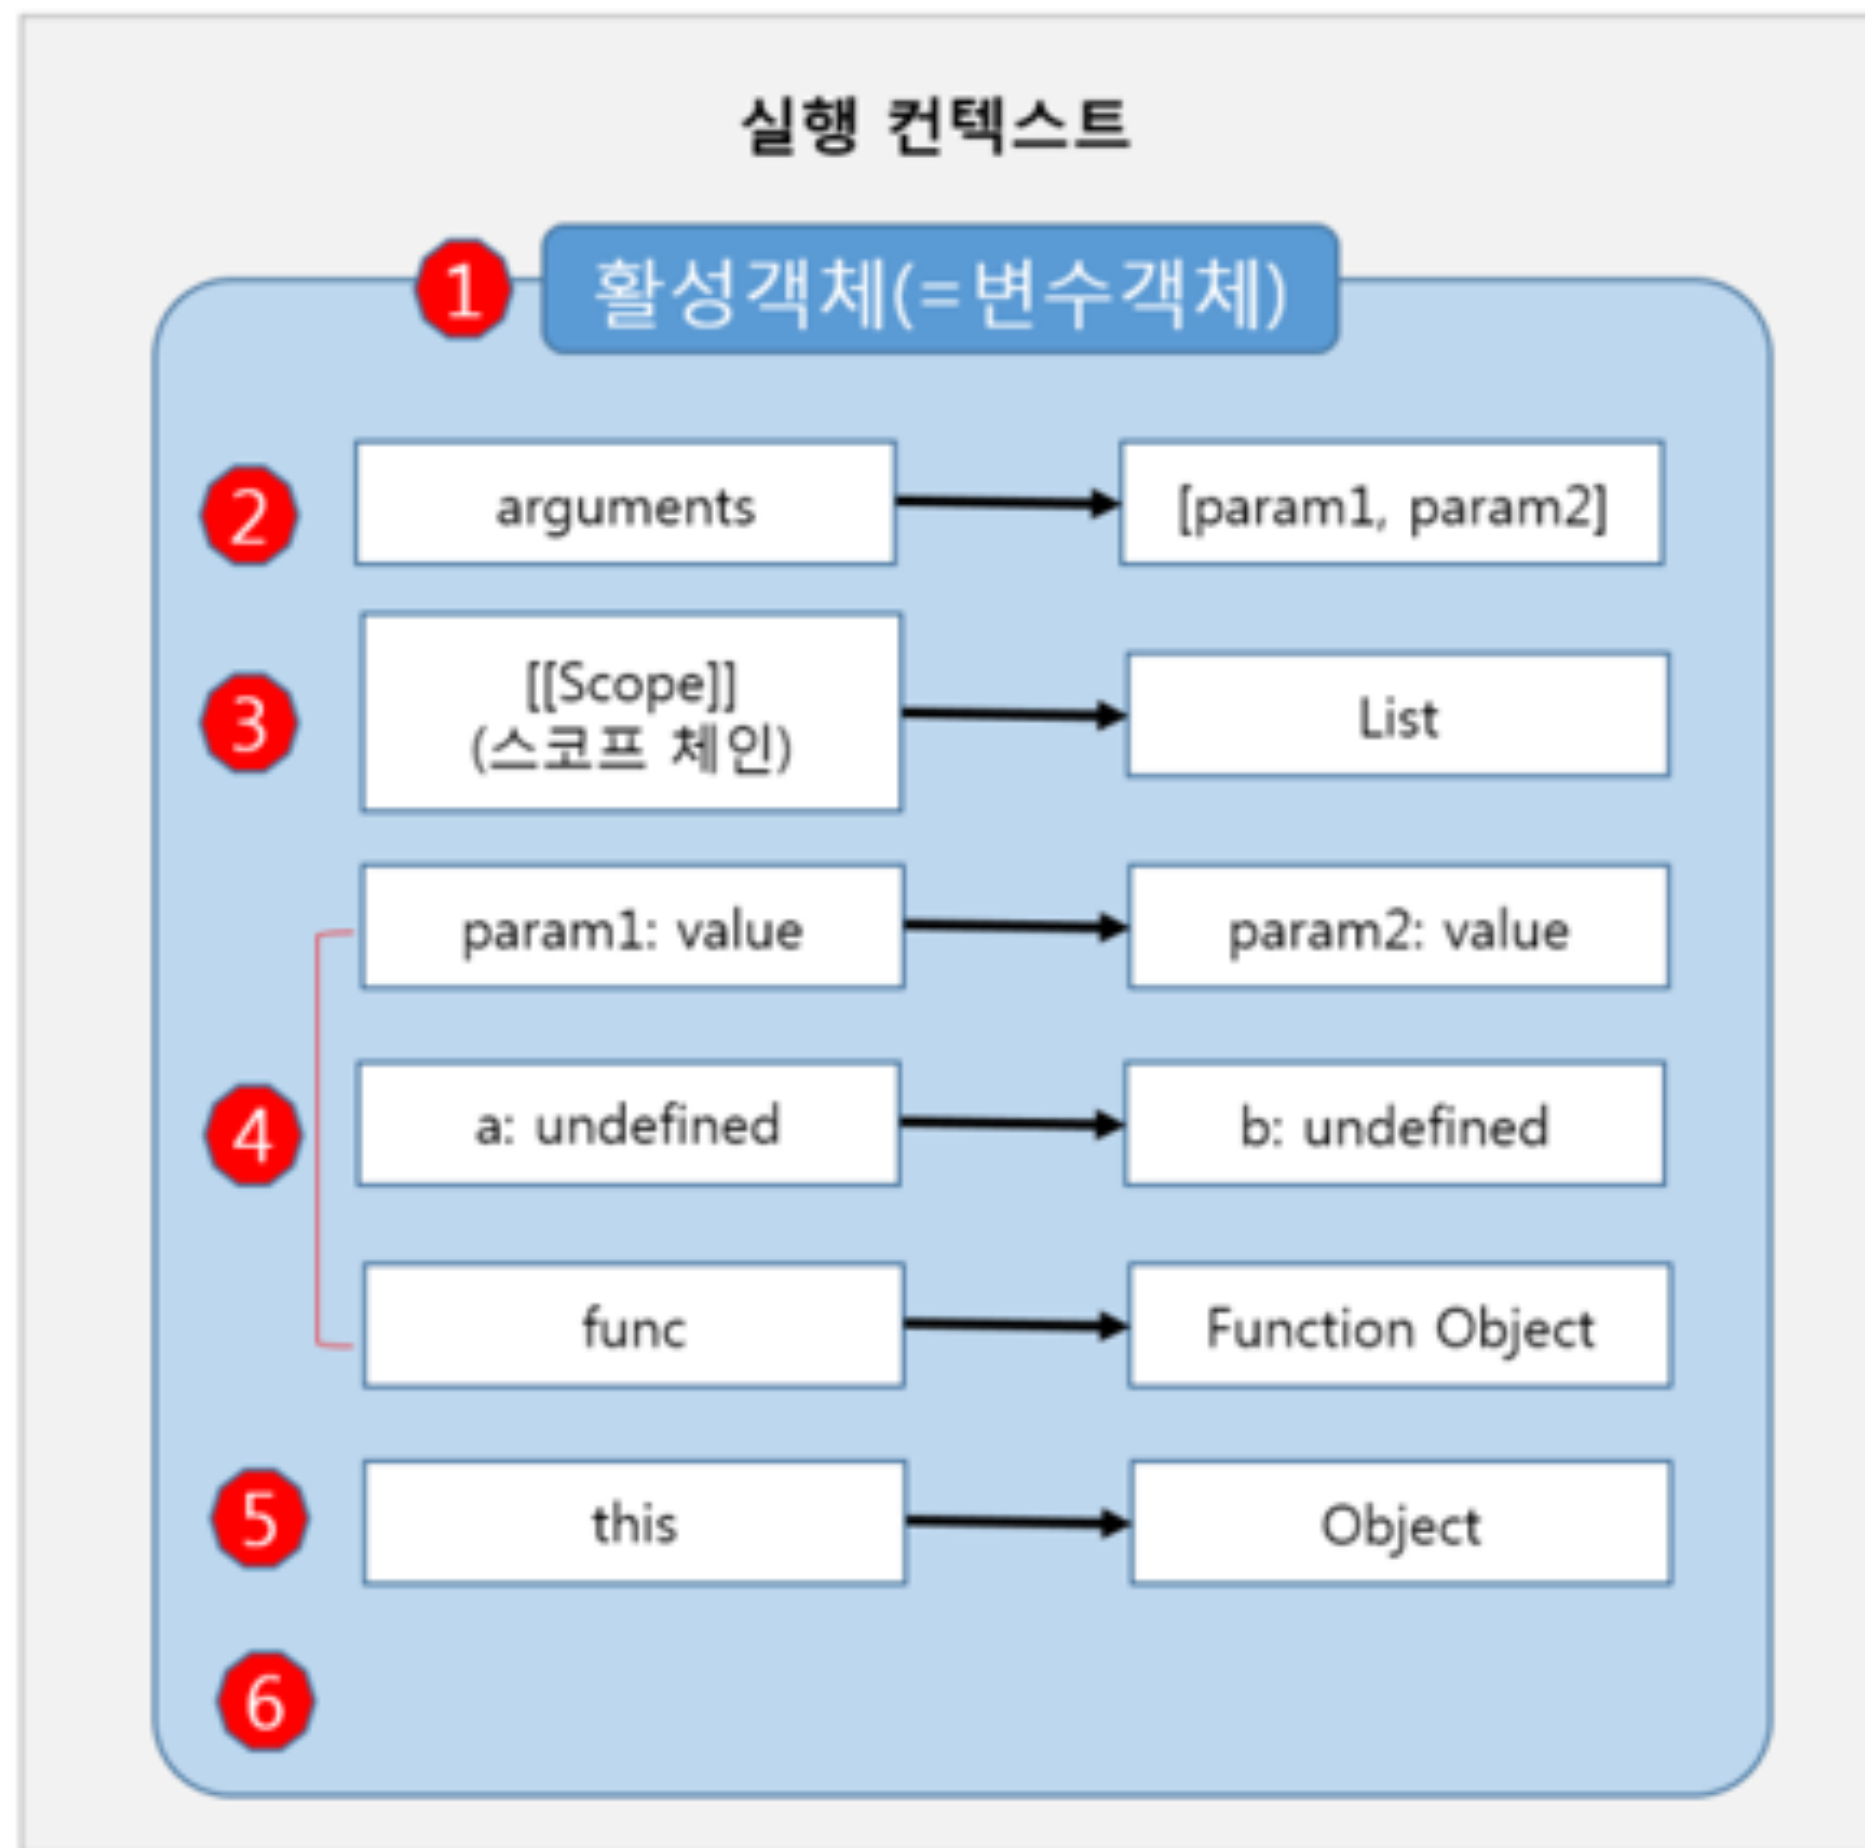 실행 컨텍스트
1 활성객체(=변수객체)
2 arguments [param1, param2]
3 [[Scope]]
(스코프 체인) List
param1: value param2: value
4 a: undefined b: undefined
func Function Object
5 this Object
6